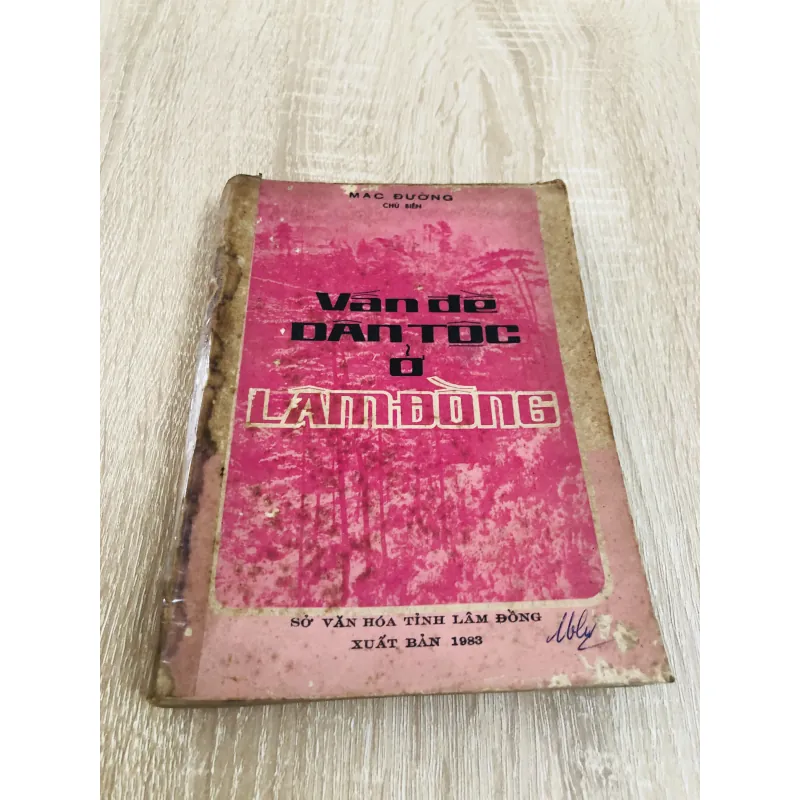 MẠC ĐƯỜNG
CHỦ BIÊN
Vấn đề
DÂN TỘC
ở
LÂM ĐỒNG
SỞ VĂN HÓA TỈNH LÂM ĐỒNG
XUẤT BẢN 1983